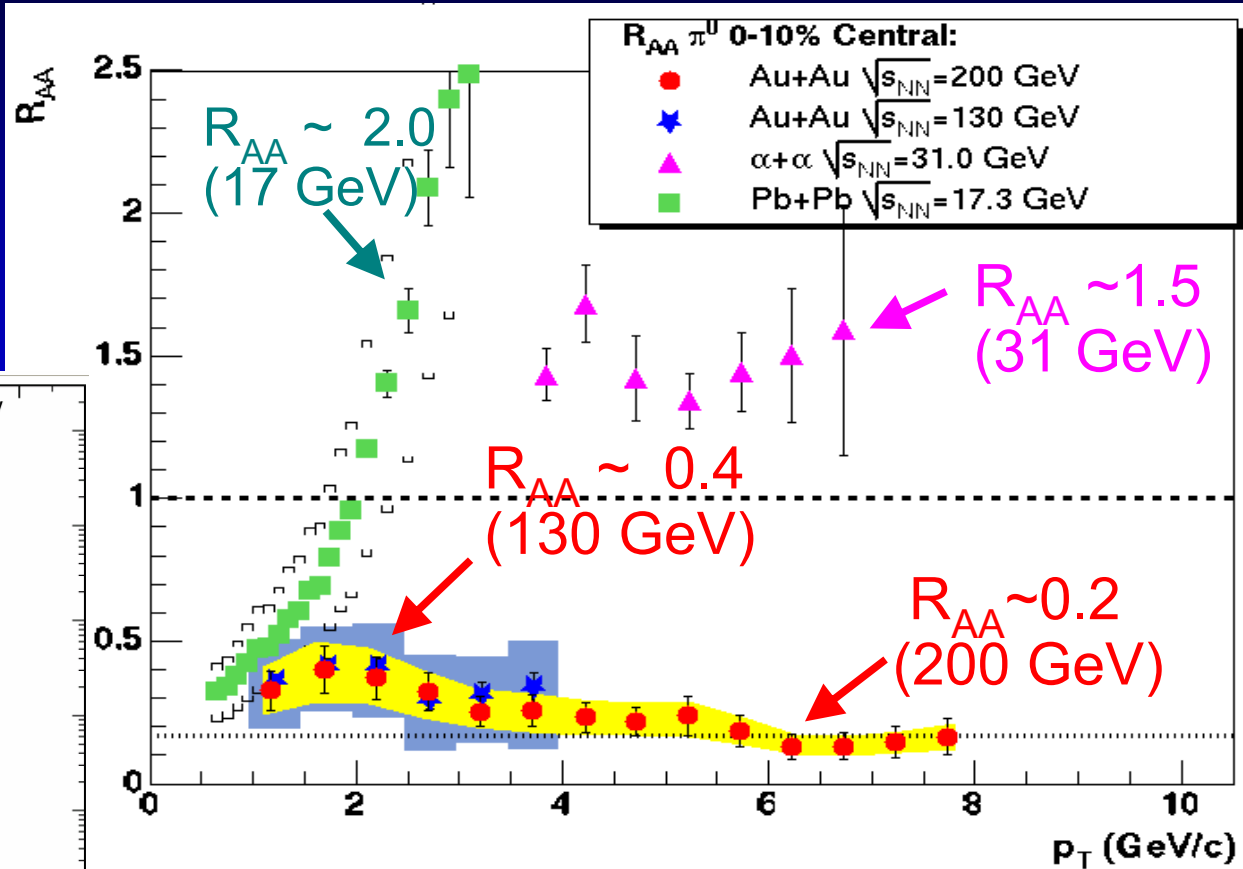 R_AA π⁰ 0-10% Central:
Au+Au √s_NN=200 GeV
Au+Au √s_NN=130 GeV
α+α √s_NN=31.0 GeV
Pb+Pb √s_NN=17.3 GeV
R_AA
2.5
2
1.5
1
0.5
0
R_AA ~ 2.0
(17 GeV)
R_AA ~1.5
(31 GeV)
R_AA ~ 0.4
(130 GeV)
R_AA~0.2
(200 GeV)
0 2 4 6 8 10
p_T (GeV/c)